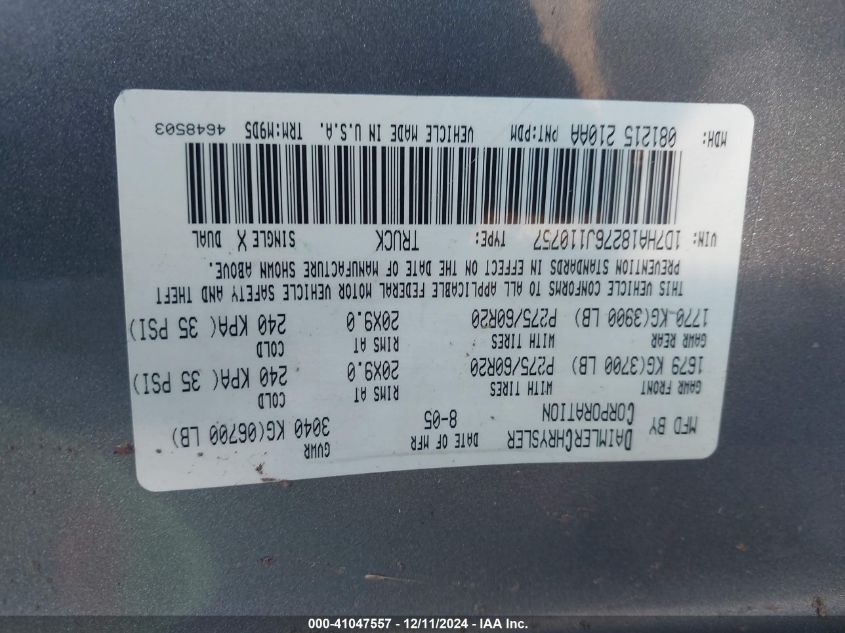 MFD BY DAIMLERCHRYSLER CORPORATION DATE OF MFR 8-05 GVWR 3040 KG(06700 LB)
GAWR FRONT WITH TIRES RIMS AT COLD
1679 KG(3700 LB) P275/60R20 20X9.0 240 KPA( 35 PSI)
GAWR REAR WITH TIRES RIMS AT COLD
1770 KG(3900 LB) P275/60R20 20X9.0 240 KPA( 35 PSI)
THIS VEHICLE CONFORMS TO ALL APPLICABLE FEDERAL MOTOR VEHICLE SAFETY AND THEFT
PREVENTION STANDARDS IN EFFECT ON THE DATE OF MANUFACTURE SHOWN ABOVE.
VIN: 1D7HA18276J110757 TYPE: TRUCK SINGLE X DUAL
MDH: 081215 210AA PNT:PDM VEHICLE MADE IN U.S.A. TRM:M9D5 4648503
000-41047557 - 12/11/2024 - IAA Inc.